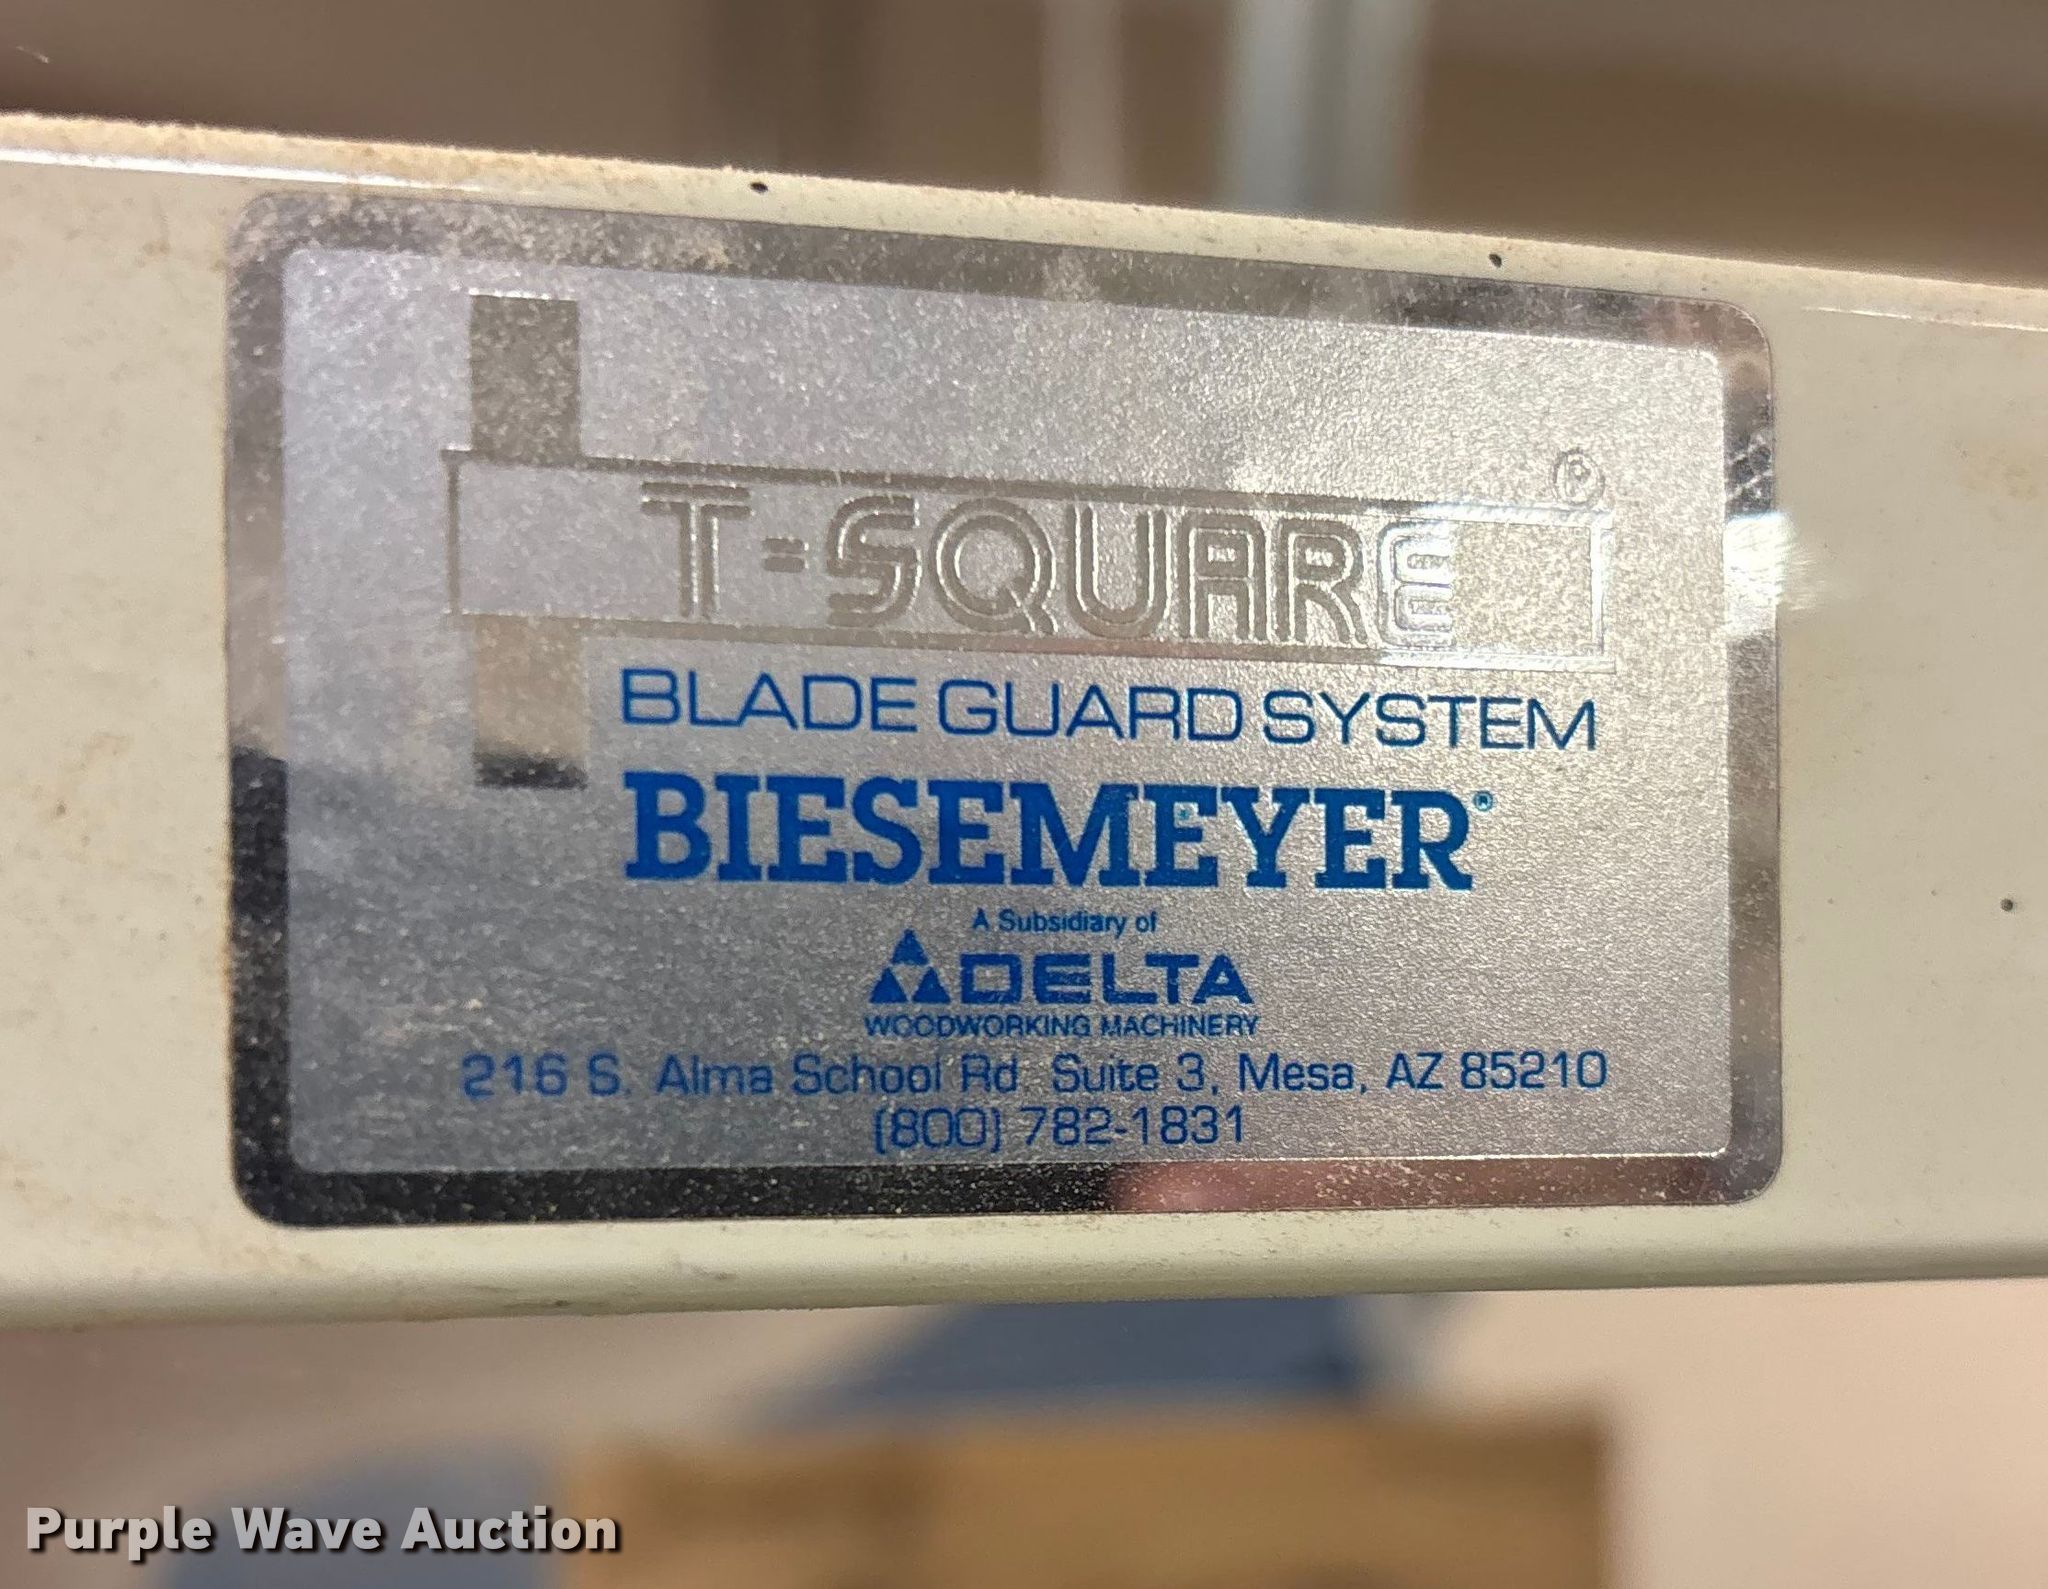 T-SQUARE®
BLADE GUARD SYSTEM
BIESEMEYER®
A Subsidiary of
DELTA
WOODWORKING MACHINERY
216 S. Alma School Rd. Suite 3, Mesa, AZ 85210
(800) 782-1831
Purple Wave Auction